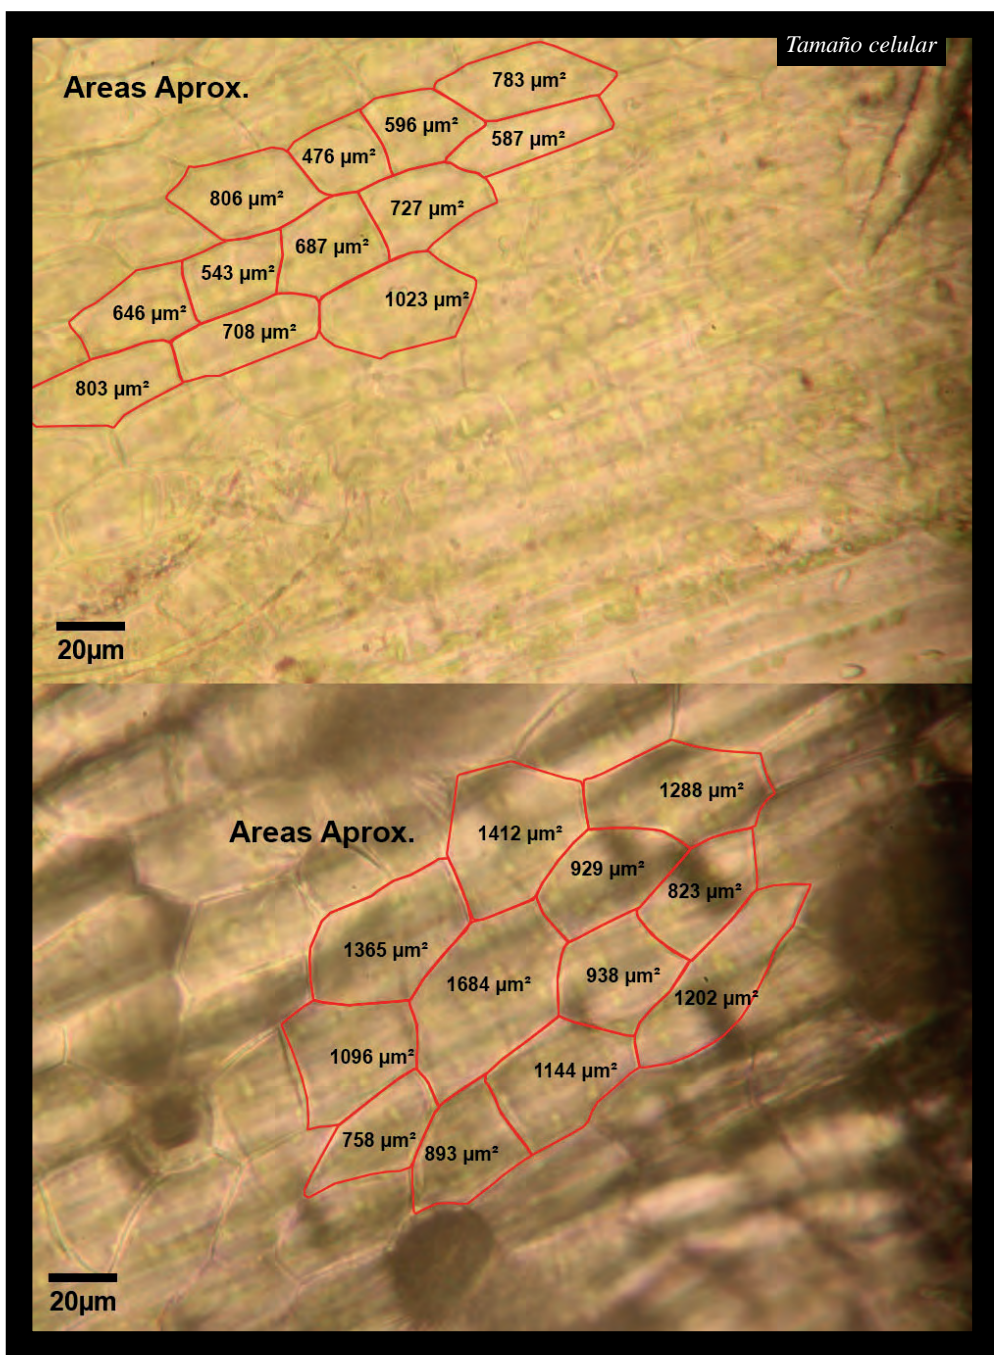 Tamaño celular
Areas Aprox.
783 µm²
596 µm²
587 µm²
476 µm²
806 µm²
727 µm²
687 µm²
543 µm²
1023 µm²
646 µm²
708 µm²
803 µm²
20µm
1288 µm²
Areas Aprox.
1412 µm²
929 µm²
823 µm²
1365 µm²
1684 µm²
938 µm²
1202 µm²
1096 µm²
1144 µm²
758 µm²
893 µm²
20µm